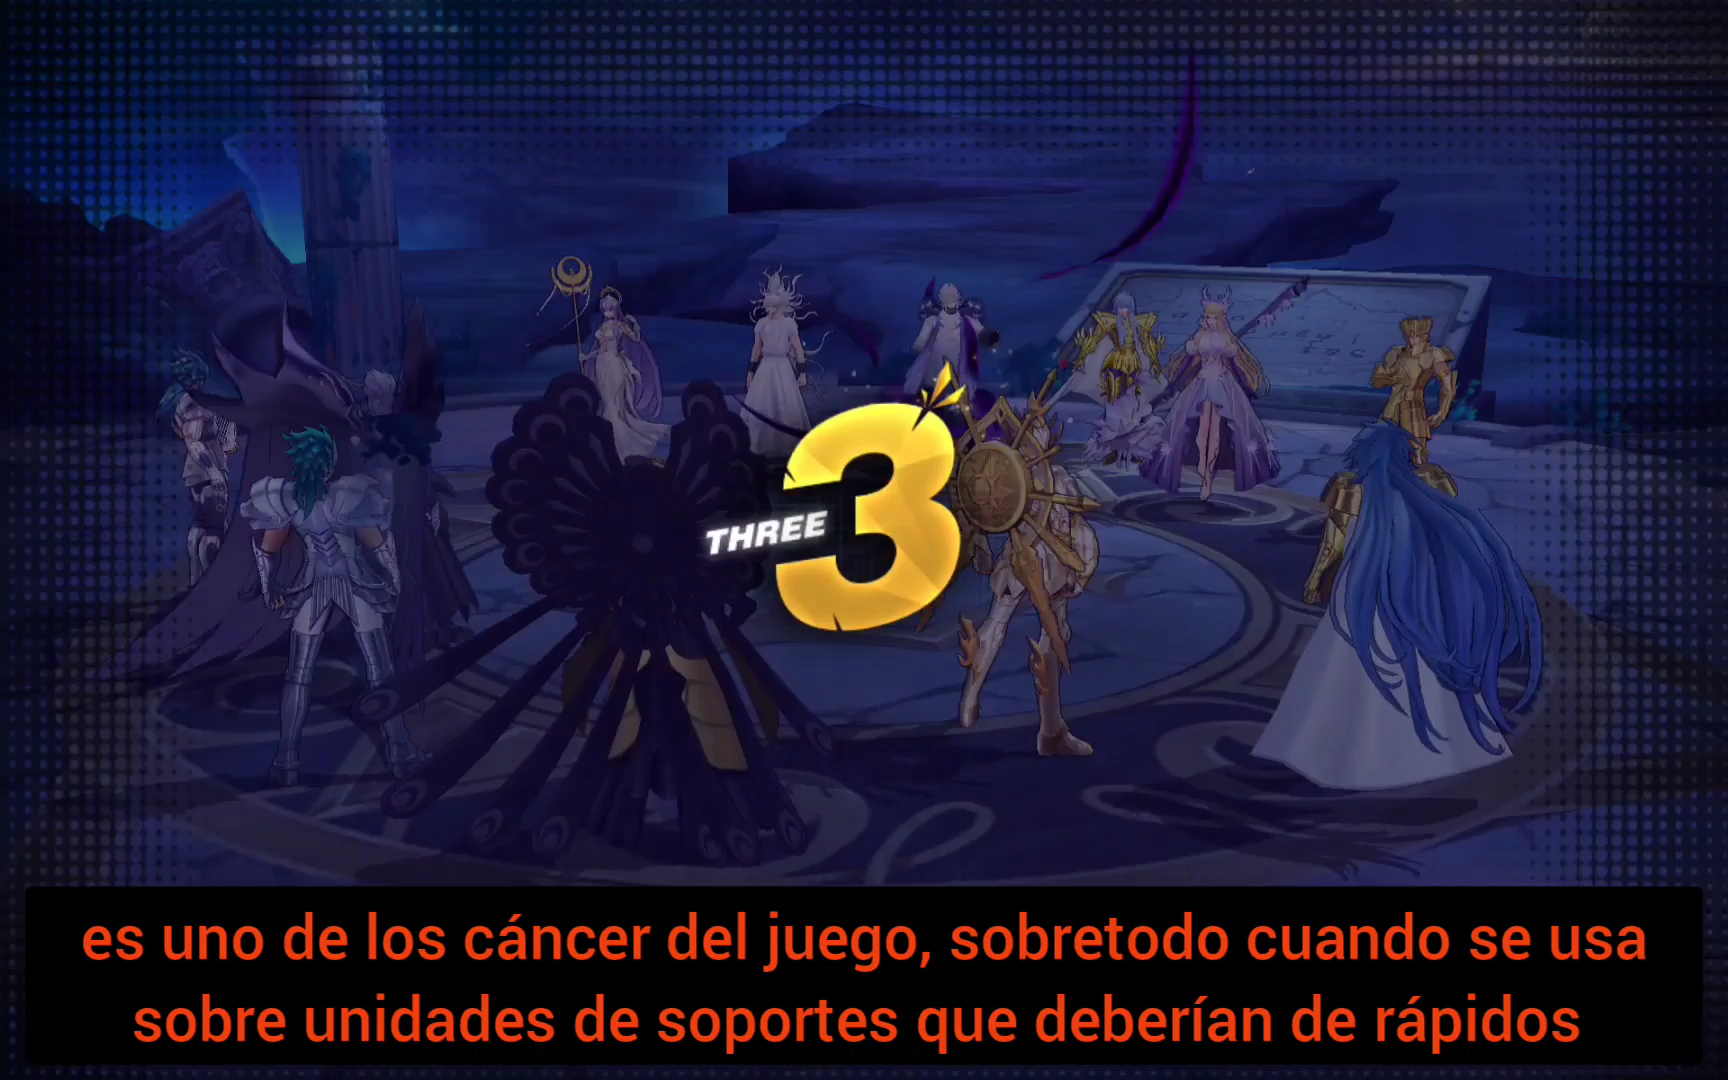 THREE
3
es uno de los cáncer del juego, sobretodo cuando se usa
sobre unidades de soportes que deberían de rápidos